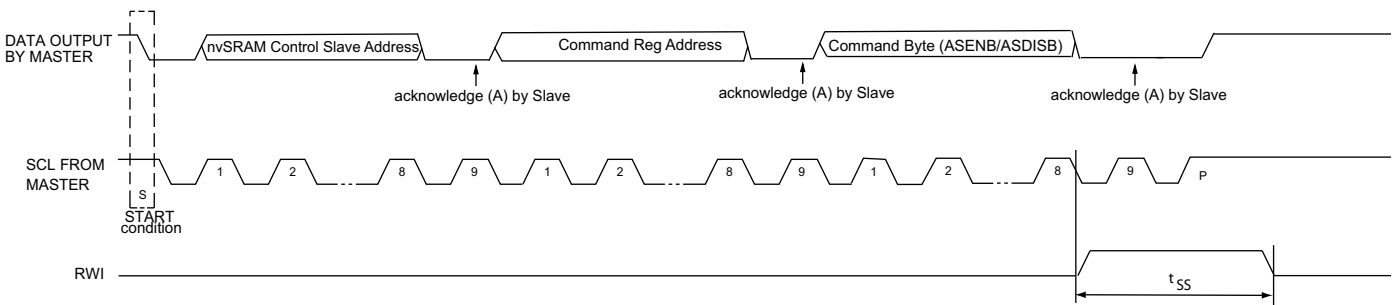 DATA OUTPUT
BY MASTER
nvSRAM Control Slave Address
Command Reg Address
Command Byte (ASENB/ASDISB)
acknowledge (A) by Slave
acknowledge (A) by Slave
acknowledge (A) by Slave
SCL FROM
MASTER
1 2 8 9 1 2 8 9 1 2 8 9 P
S
START
condition
RWI
tSS